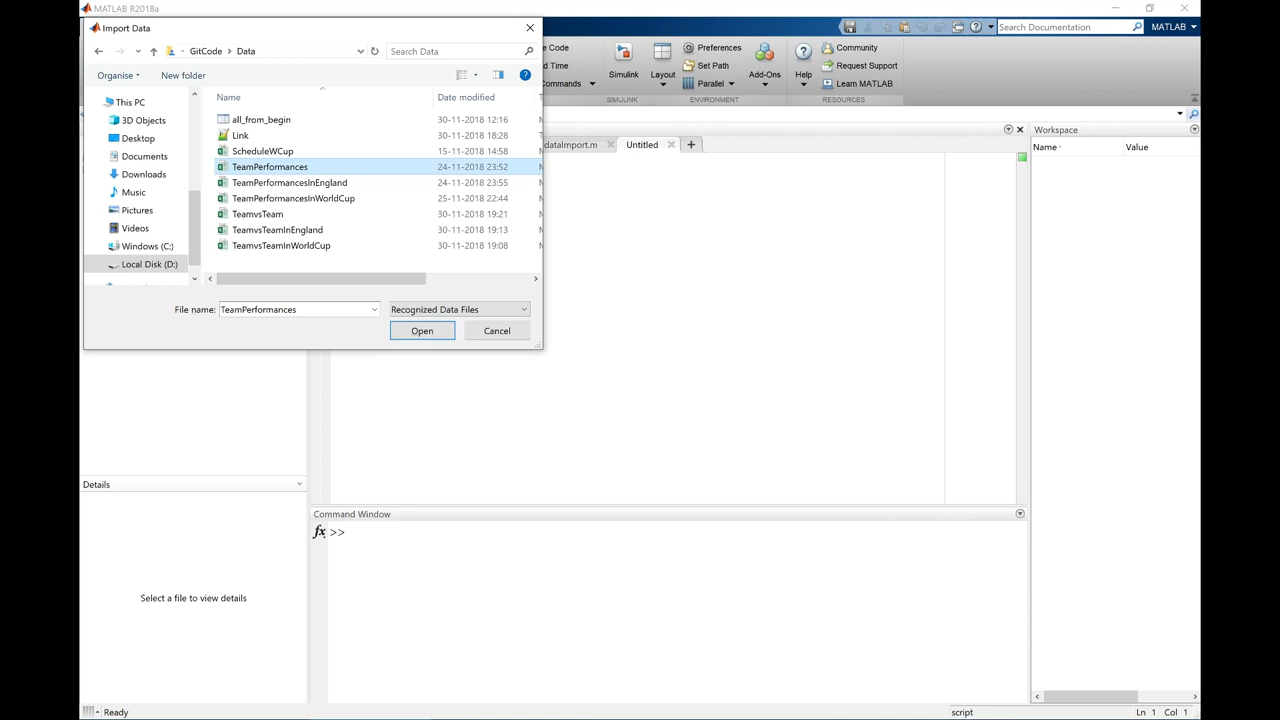 MATLAB R2018a
Import Data
GitCode › Data
Search Data
Organise
New folder
Name
Date modified
This PC
3D Objects
Desktop
Documents
Downloads
Music
Pictures
Videos
Windows (C:)
Local Disk (D:)
all_from_begin 30-11-2018 12:16
Link 30-11-2018 18:28
ScheduleWCup 15-11-2018 14:58
TeamPerformances 24-11-2018 23:52
TeamPerformancesInEngland 24-11-2018 23:55
TeamPerformancesInWorldCup 25-11-2018 22:44
TeamvsTeam 30-11-2018 19:21
TeamvsTeamInEngland 30-11-2018 19:13
TeamvsTeamInWorldCup 30-11-2018 19:08
File name: TeamPerformances
Recognized Data Files
Open
Cancel
Search Documentation
MATLAB
e Code
d Time
ommands
Simulink
Layout
Preferences
Set Path
Parallel
Add-Ons
Help
Community
Request Support
Learn MATLAB
SIMULINK
ENVIRONMENT
RESOURCES
dataImport.m
Untitled
+
Workspace
Name
Value
Details
Select a file to view details
Command Window
fx >>
Ready
script
Ln 1 Col 1